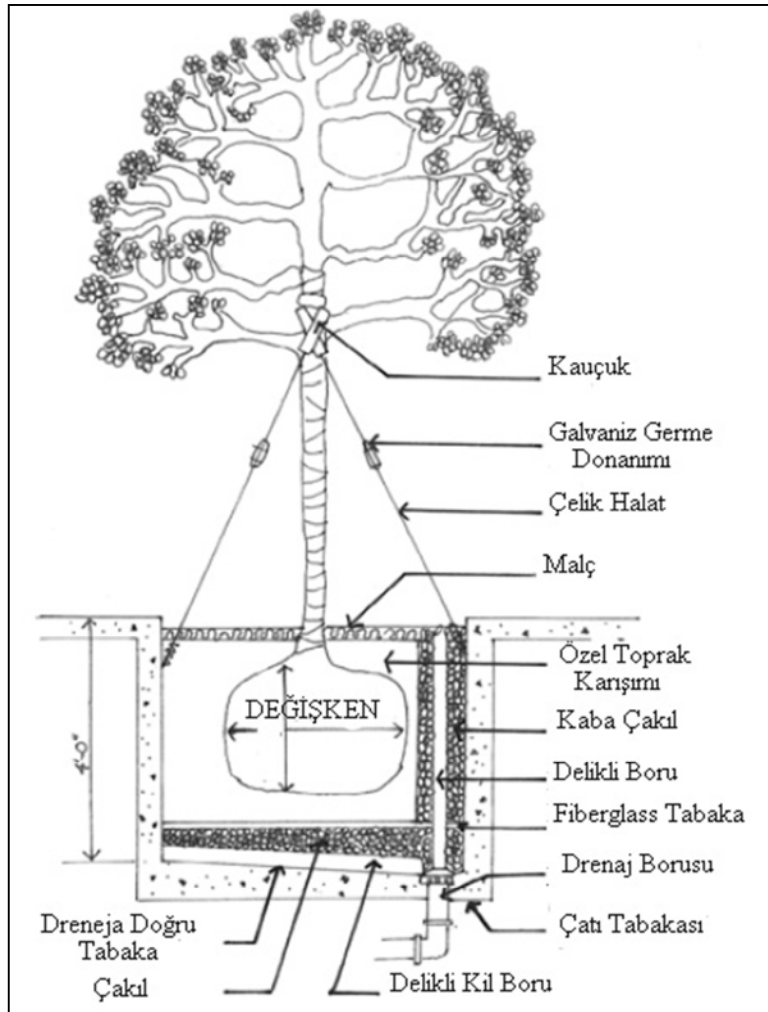 Kauçuk
Galvaniz Germe
Donanımı
Çelik Halat
Malç
Özel Toprak
Karışımı
DEĞİŞKEN
Kaba Çakıl
4'-0"
Delikli Boru
Fiberglass Tabaka
Drenaj Borusu
Çatı Tabakası
Dreneja Doğru
Tabaka
Çakıl
Delikli Kil Boru